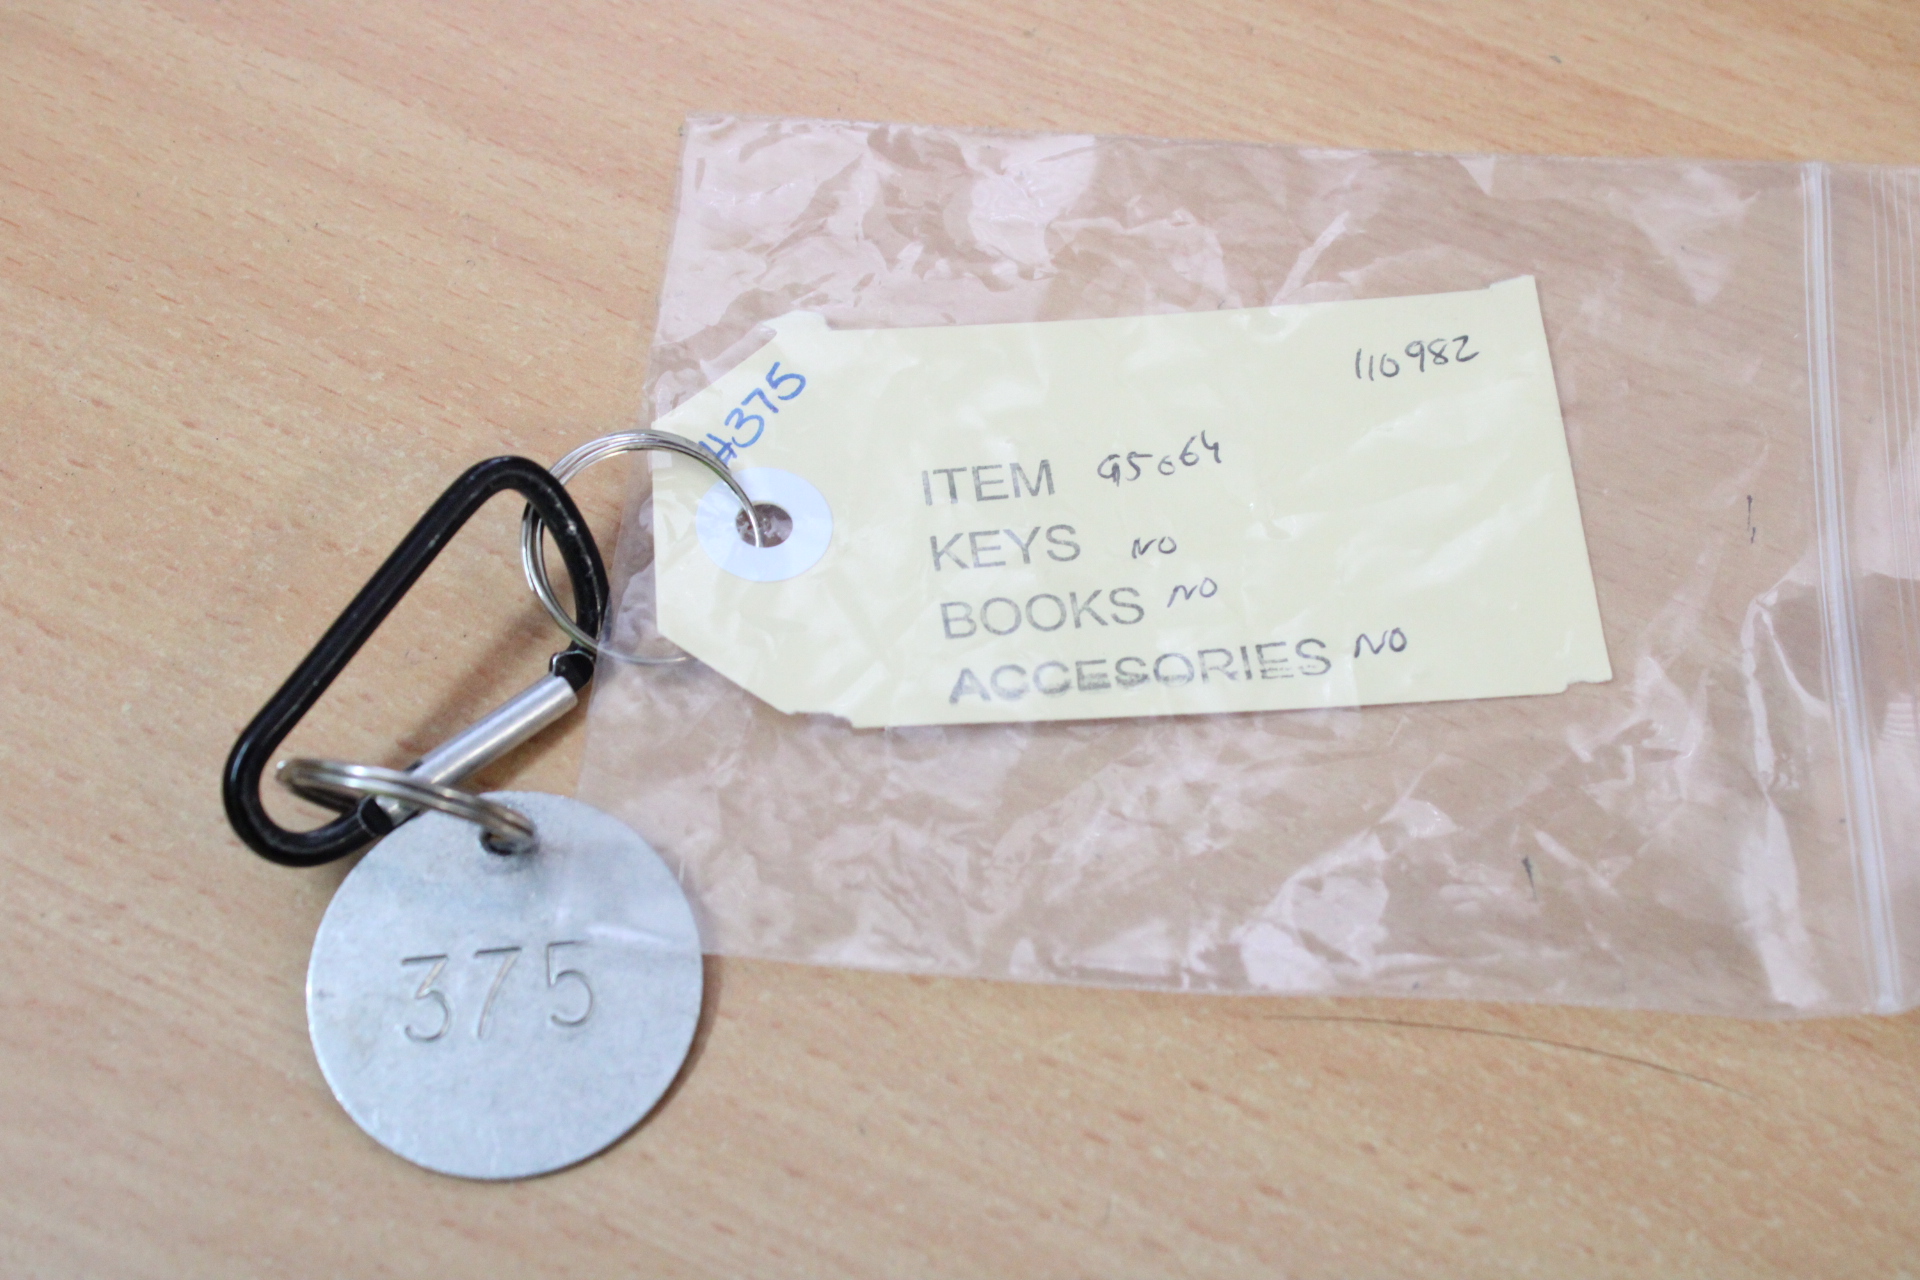 #375
110982
ITEM 95064
KEYS NO
BOOKS NO
ACCESORIES NO
375